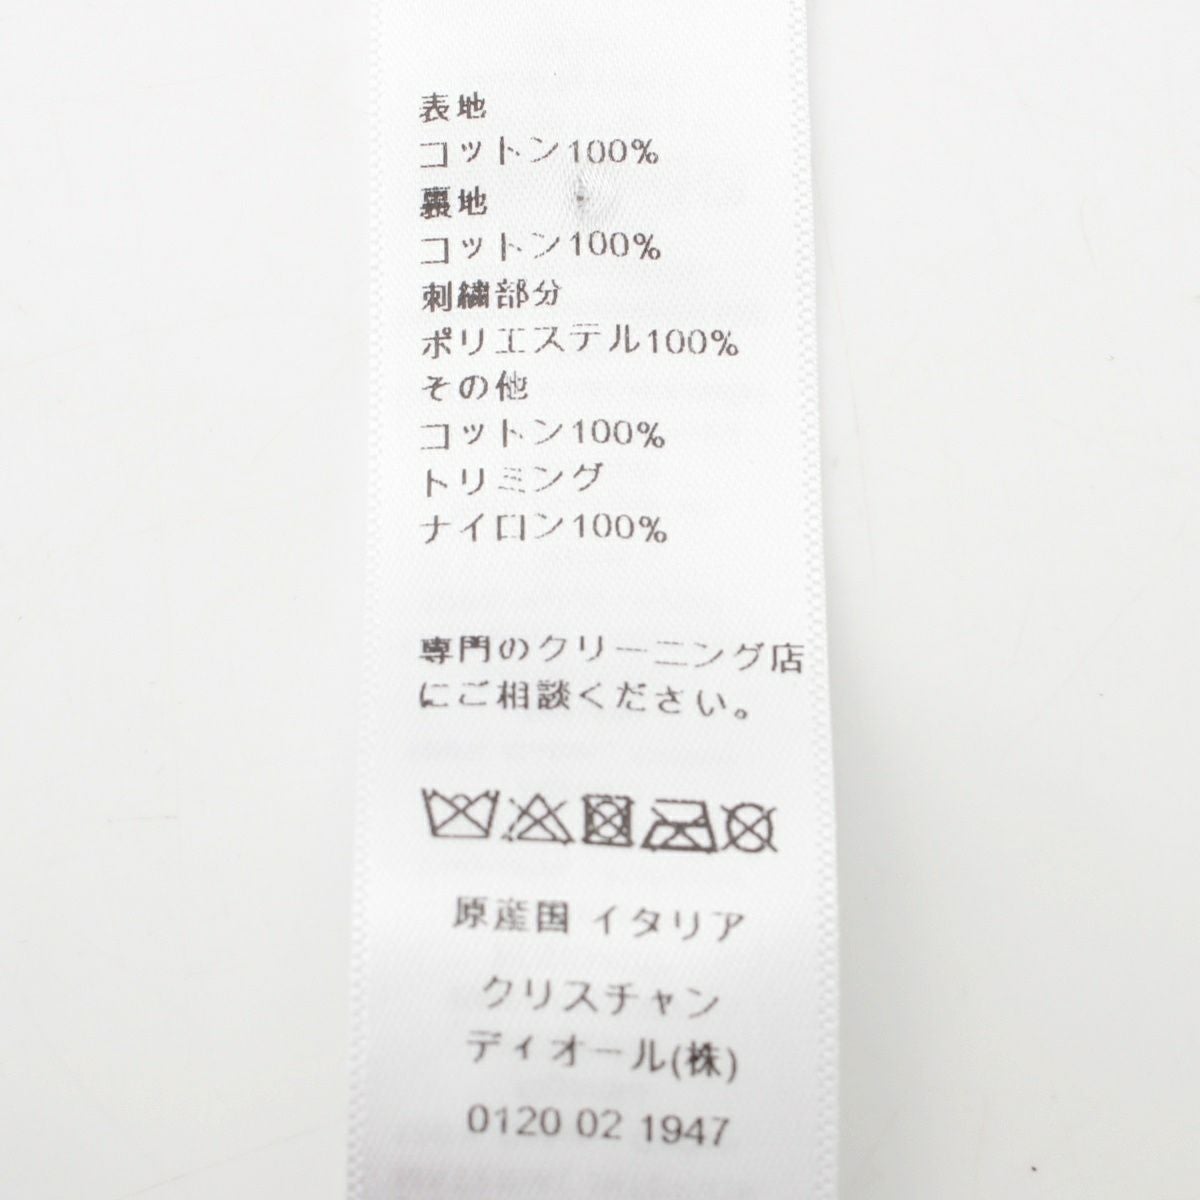 表地
コットン100%
裏地
コットン100%
刺繍部分
ポリエステル100%
その他
コットン100%
トリミング
ナイロン100%
専門のクリーニング店
にご相談ください。
原産国 イタリア
クリスチャン
ディオール(株)
0120 02 1947